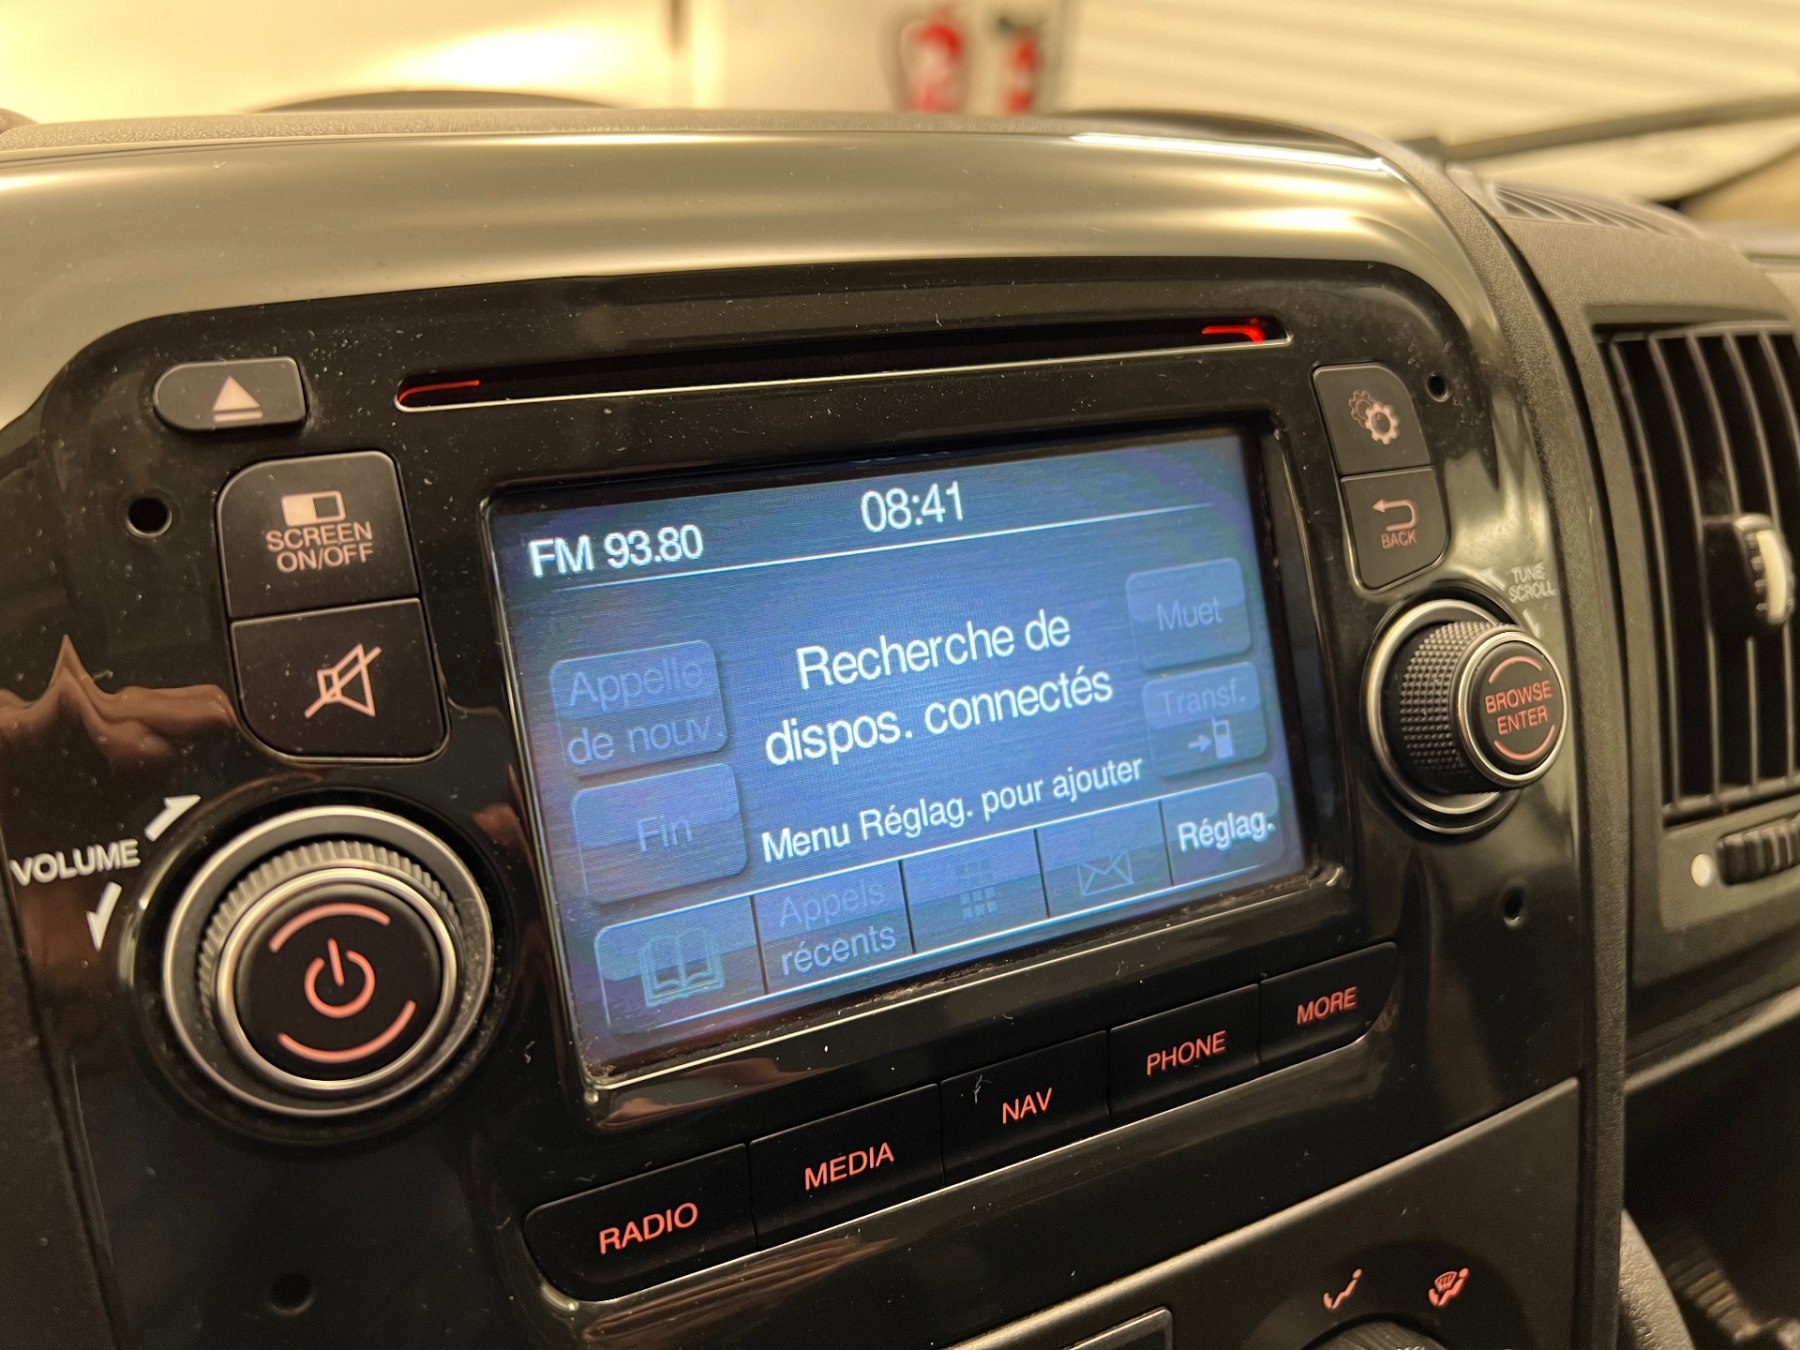 SCREEN
ON/OFF
VOLUME
FM 93.80
08:41
Recherche de
dispos. connectés
Menu Réglag. pour ajouter
Appelle
de nouv.
Fin
Muet
Transf.
Appels
récents
Réglag.
BACK
TUNE
SCROLL
BROWSE
ENTER
RADIO
MEDIA
NAV
PHONE
MORE